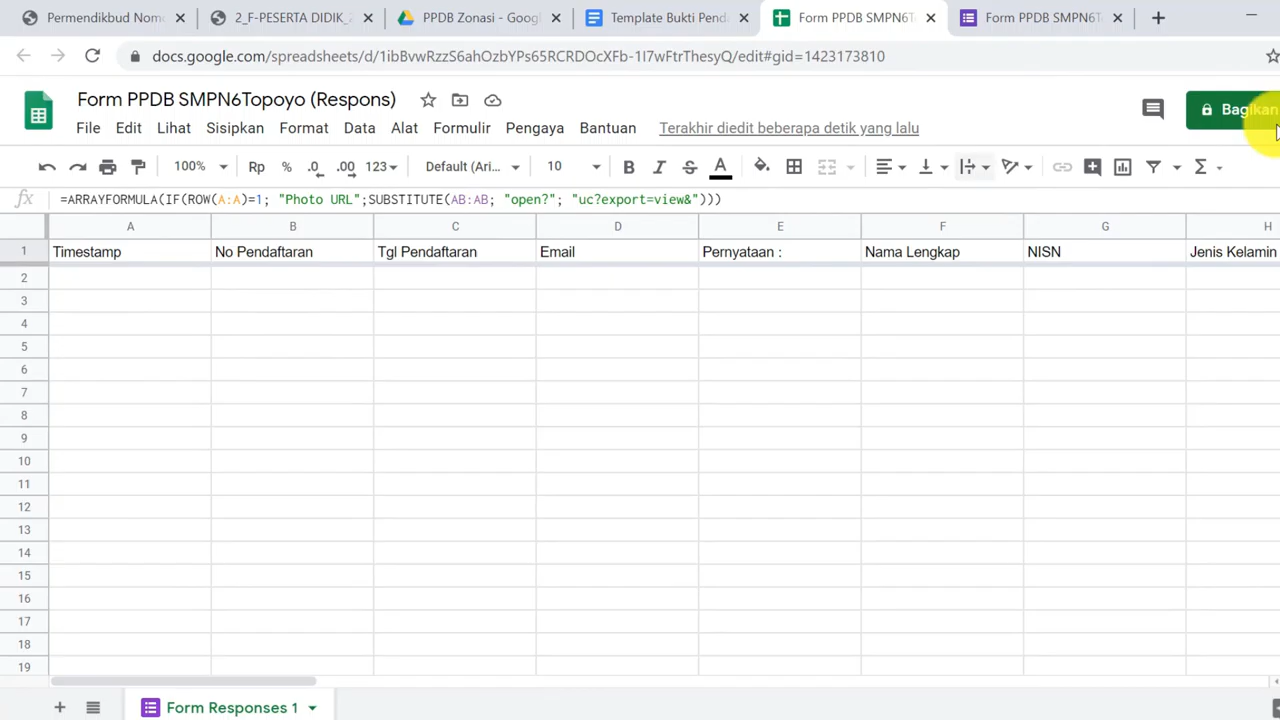 Permendikbud Nomo
2_F-PESERTA DIDIK_2
PPDB Zonasi - Googl
Template Bukti Pend
Form PPDB SMPN6T
Form PPDB SMPN6T
docs.google.com/spreadsheets/d/1ibBvwRzzS6ahOzbYPs65RCRDOcXFb-1I7wFtrThesyQ/edit#gid=1423173810
Form PPDB SMPN6Topoyo (Respons)
Bagikan
File Edit Lihat Sisipkan Format Data Alat Formulir Pengaya Bantuan Terakhir diedit beberapa detik yang lalu
100% Rp % .0 .00 123 Default (Ari... 10 B I S A Σ
fx =ARRAYFORMULA(IF(ROW(A:A)=1; "Photo URL";SUBSTITUTE(AB:AB; "open?"; "uc?export=view&")))
A B C D E F G H
1 Timestamp No Pendaftaran Tgl Pendaftaran Email Pernyataan : Nama Lengkap NISN Jenis Kelamin
2
3
4
5
6
7
8
9
10
11
12
13
14
15
16
17
18
19
Form Responses 1